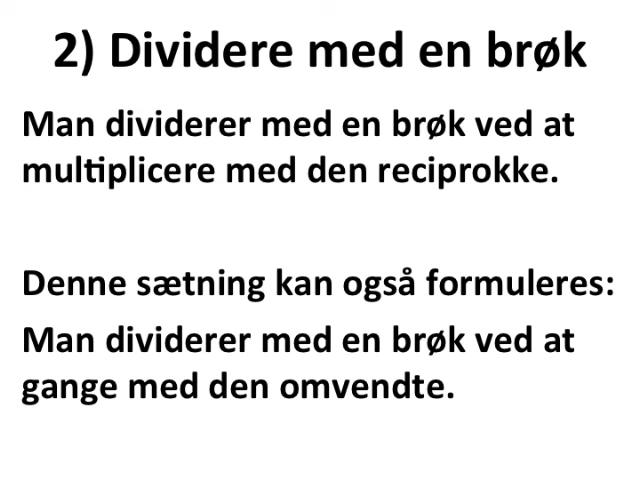 2) Dividere med en brøk
Man dividerer med en brøk ved at
multiplicere med den reciprokke.
Denne sætning kan også formuleres:
Man dividerer med en brøk ved at
gange med den omvendte.